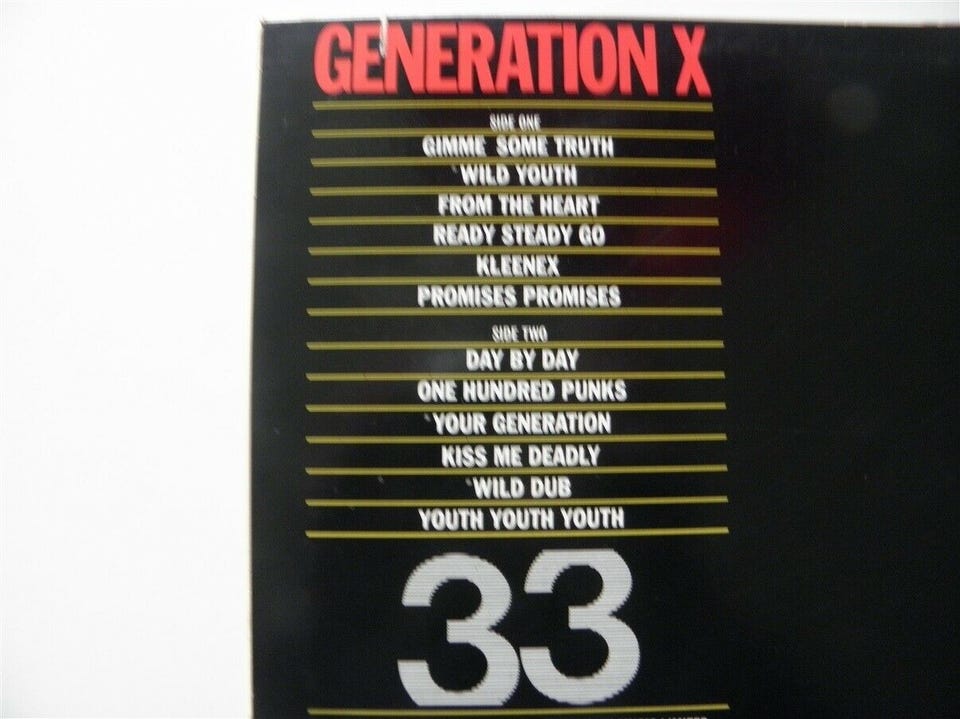 GENERATION X
SIDE ONE
GIMME SOME TRUTH
*WILD YOUTH
FROM THE HEART
READY STEADY GO
KLEENEX
PROMISES PROMISES
SIDE TWO
DAY BY DAY
ONE HUNDRED PUNKS
*YOUR GENERATION
KISS ME DEADLY
*WILD DUB
YOUTH YOUTH YOUTH
33